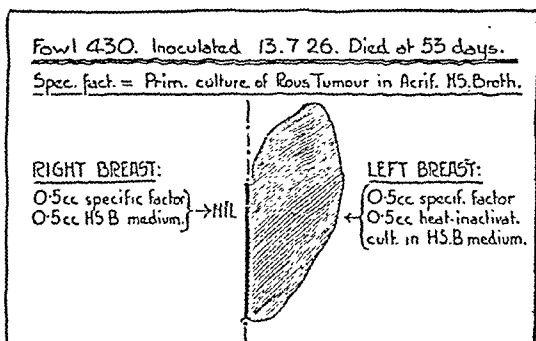 Fowl 430. Inoculated 13.7 26. Died at 53 days.
Spec. fact. = Prim. culture of Rous Tumour in Acrif. HS. Broth.
RIGHT BREAST:
0.5cc specific factor
0.5cc HS.B medium.
→NIL
LEFT BREAST:
0.5cc specif. factor
0.5cc heat-inactivat.
cult. in HS.B medium.